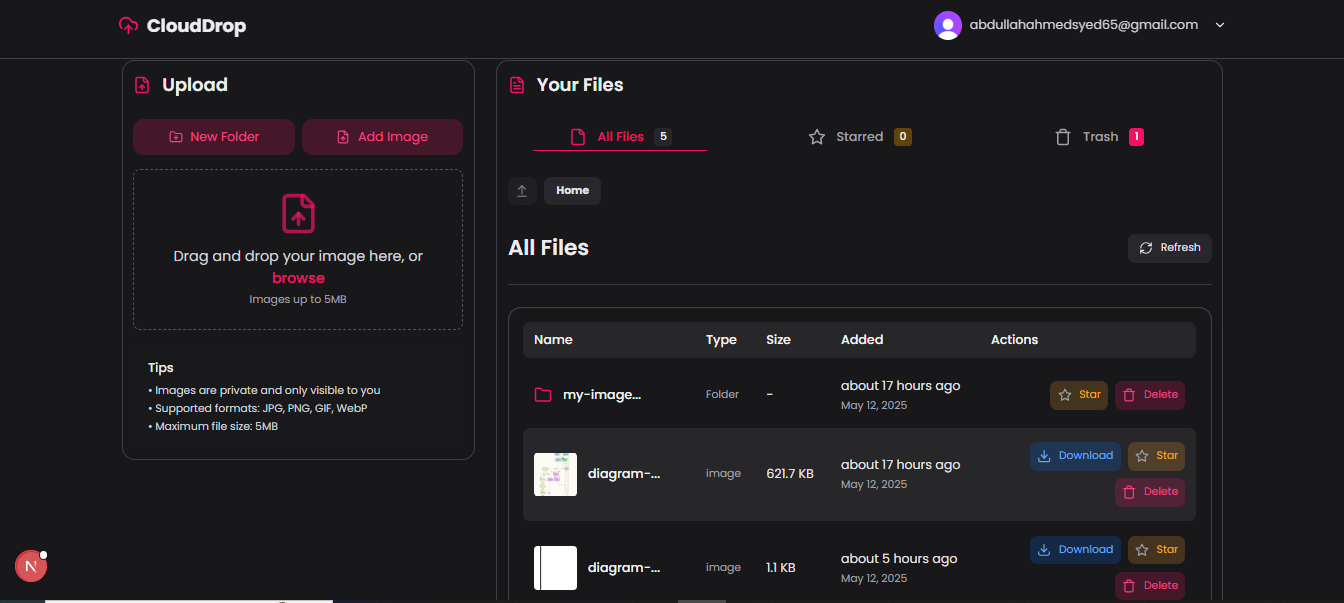 CloudDrop
abdullahahmedsyed65@gmail.com
Upload
New Folder Add Image
Drag and drop your image here, or
browse
Images up to 5MB
Tips
• Images are private and only visible to you
• Supported formats: JPG, PNG, GIF, WebP
• Maximum file size: 5MB
Your Files
All Files 5 Starred 0 Trash 1
Home
All Files
Refresh
Name Type Size Added Actions
my-image... Folder - about 17 hours ago Star Delete
May 12, 2025
diagram-... image 621.7 KB about 17 hours ago Download Star
May 12, 2025 Delete
diagram-... image 1.1 KB about 5 hours ago Download Star
May 12, 2025 Delete
N